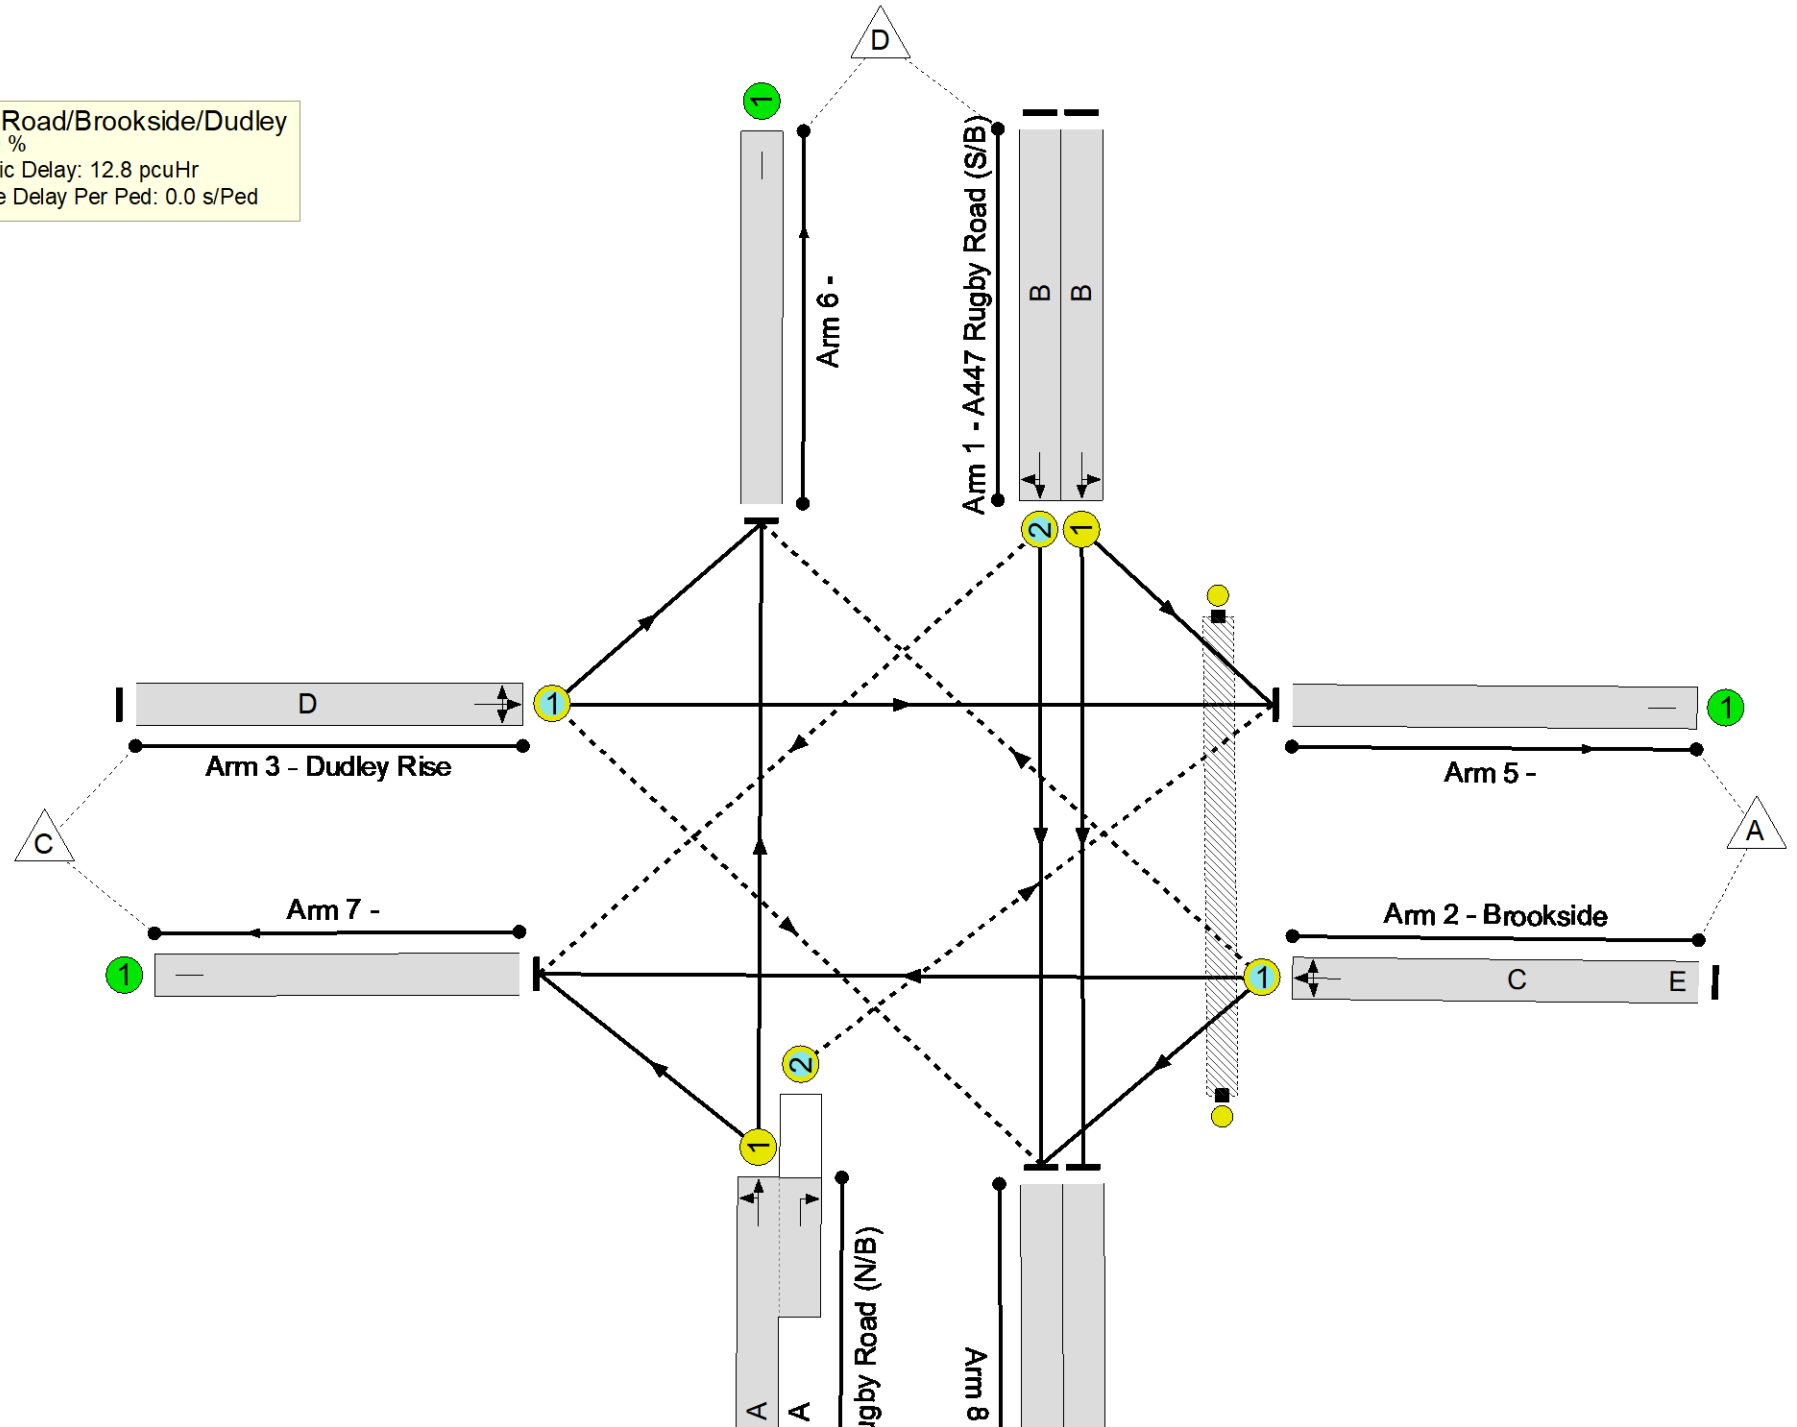 D
Road/Brookside/Dudley
%
ic Delay: 12.8 pcuHr
e Delay Per Ped: 0.0 s/Ped
1
Arm 6 -
Arm 1 - A447 Rugby Road (S/B)
B
B
2
1
D
1
Arm 3 - Dudley Rise
1
Arm 5 -
C
A
Arm 7 -
Arm 2 - Brookside
1
1
C
E
2
1
Rugby Road (N/B)
Arm 8
A
A